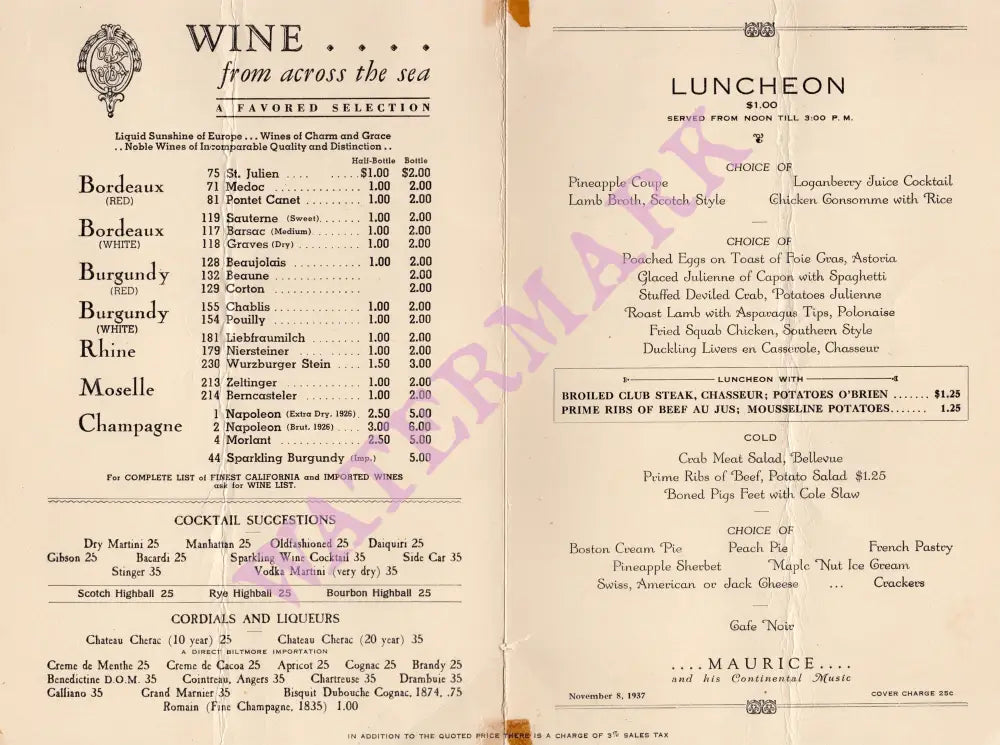 WINE . . . .
from across the sea
A FAVORED SELECTION
Liquid Sunshine of Europe . . . Wines of Charm and Grace
. . Noble Wines of Incomparable Quality and Distinction . .
Half-Bottle Bottle
Bordeaux
(RED)
75 St. Julien . . . . . . . . . $1.00 $2.00
71 Medoc . . . . . . . . . . . . . 1.00 2.00
81 Pontet Canet . . . . . . . . . 1.00 2.00
Bordeaux
(WHITE)
119 Sauterne (Sweet). . . . . . . 1.00 2.00
117 Barsac (Medium) . . . . . . . . 1.00 2.00
118 Graves (Dry) . . . . . . . . . . 1.00 2.00
Burgundy
(RED)
128 Beaujolais . . . . . . . . . . . 1.00 2.00
132 Beaune . . . . . . . . . . . . . 2.00
129 Corton . . . . . . . . . . . . . 2.00
Burgundy
(WHITE)
155 Chablis . . . . . . . . . . . . 1.00 2.00
154 Pouilly . . . . . . . . . . . . . 1.00 2.00
Rhine
181 Liebfraumilch . . . . . . . . 1.00 2.00
179 Niersteiner . . . . . . . . . . 1.00 2.00
230 Wurzburger Stein . . . . 1.50 3.00
Moselle
213 Zeltinger . . . . . . . . . . . . 1.00 2.00
214 Berncasteler . . . . . . . . . 1.00 2.00
Champagne
1 Napoleon (Extra Dry, 1926) . 2.50 5.00
2 Napoleon (Brut, 1926) . . . . 3.00 6.00
4 Morlant . . . . . . . . . . . . 2.50 5.00
44 Sparkling Burgundy (Imp.) 5.00
For COMPLETE LIST of FINEST CALIFORNIA and IMPORTED WINES
ask for WINE LIST.
COCKTAIL SUGGESTIONS
Dry Martini 25 Manhattan 25 Oldfashioned 25 Daiquiri 25
Gibson 25 Bacardi 25 Sparkling Wine Cocktail 35 Side Car 35
Stinger 35 Vodka Martini (very dry) 35
Scotch Highball 25 Rye Highball 25 Bourbon Highball 25
CORDIALS AND LIQUEURS
Chateau Cherac (10 year) 25 Chateau Cherac (20 year) 35
A DIRECT BILTMORE IMPORTATION
Creme de Menthe 25 Creme de Cacoa 25 Apricot 25 Cognac 25 Brandy 25
Benedictine D.O.M. 35 Cointreau, Angers 35 Chartreuse 35 Drambuie 35
Galliano 35 Grand Marnier 35 Bisquit Dubouche Cognac, 1874, .75
Romain (Fine Champagne, 1835) 1.00
LUNCHEON
$1.00
SERVED FROM NOON TILL 3:00 P. M.
CHOICE OF
Pineapple Coupe Loganberry Juice Cocktail
Lamb Broth, Scotch Style Chicken Consomme with Rice
CHOICE OF
Poached Eggs on Toast of Foie Gras, Astoria
Glaced Julienne of Capon with Spaghetti
Stuffed Deviled Crab, Potatoes Julienne
Roast Lamb with Asparagus Tips, Polonaise
Fried Squab Chicken, Southern Style
Duckling Livers en Casserole, Chasseur
LUNCHEON WITH
BROILED CLUB STEAK, CHASSEUR; POTATOES O'BRIEN . . . . . . $1.25
PRIME RIBS OF BEEF AU JUS; MOUSSELINE POTATOES . . . . . . . 1.25
COLD
Crab Meat Salad, Bellevue
Prime Ribs of Beef, Potato Salad $1.25
Boned Pigs Feet with Cole Slaw
CHOICE OF
Boston Cream Pie Peach Pie French Pastry
Pineapple Sherbet Maple Nut Ice Cream
Swiss, American or Jack Cheese . . . Crackers
Cafe Noir
. . . . MAURICE . . . .
and his Continental Music
November 8, 1937 COVER CHARGE 25c
IN ADDITION TO THE QUOTED PRICE THERE IS A CHARGE OF 3% SALES TAX
WATERMARK